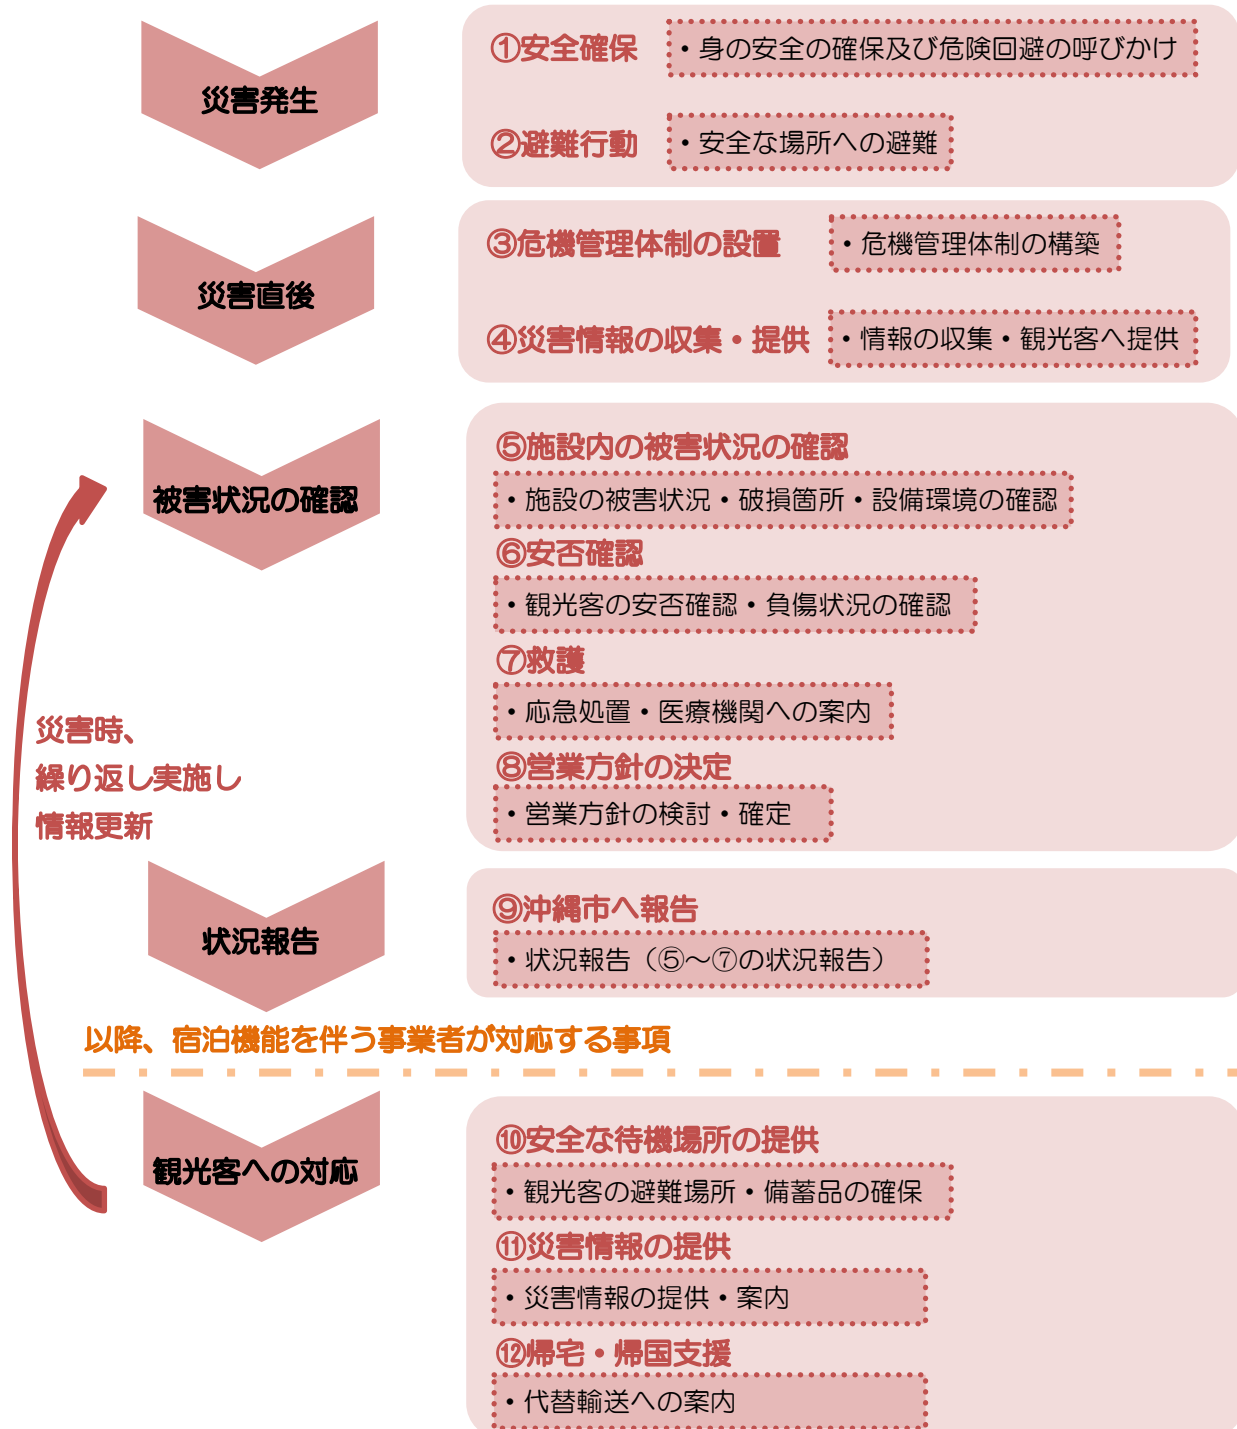 災害発生
①安全確保
・身の安全の確保及び危険回避の呼びかけ
②避難行動
・安全な場所への避難
災害直後
③危機管理体制の設置
・危機管理体制の構築
④災害情報の収集・提供
・情報の収集・観光客へ提供
被害状況の確認
⑤施設内の被害状況の確認
・施設の被害状況・破損箇所・設備環境の確認
⑥安否確認
・観光客の安否確認・負傷状況の確認
⑦救護
・応急処置・医療機関への案内
⑧営業方針の決定
・営業方針の検討・確定
災害時、
繰り返し実施し
情報更新
状況報告
⑨沖縄市へ報告
・状況報告（⑤～⑦の状況報告）
以降、宿泊機能を伴う事業者が対応する事項
観光客への対応
⑩安全な待機場所の提供
・観光客の避難場所・備蓄品の確保
⑪災害情報の提供
・災害情報の提供・案内
⑫帰宅・帰国支援
・代替輸送への案内